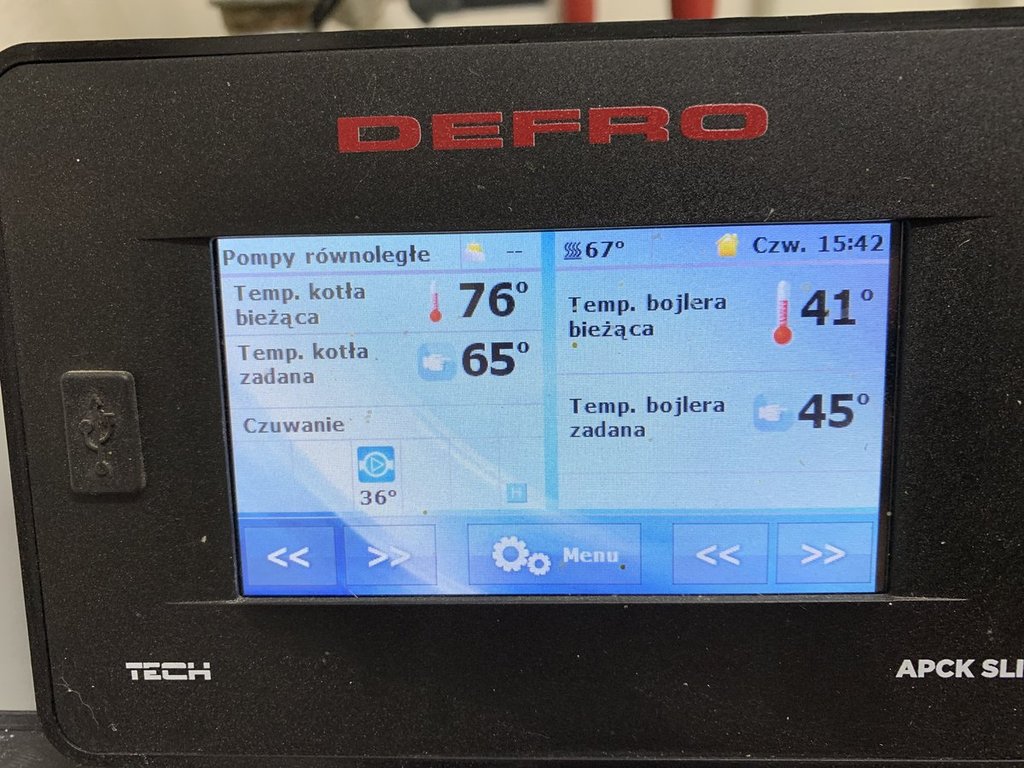 DEFRO
Pompy równoległe -- 67° Czw. 15:42
Temp. kotła
bieżąca
76°
Temp. kotła
zadana
65°
Czuwanie
36°
H
Temp. bojlera
bieżąca
41°
Temp. bojlera
zadana
45°
<< >> Menu << >>
TECH
APCK SLI